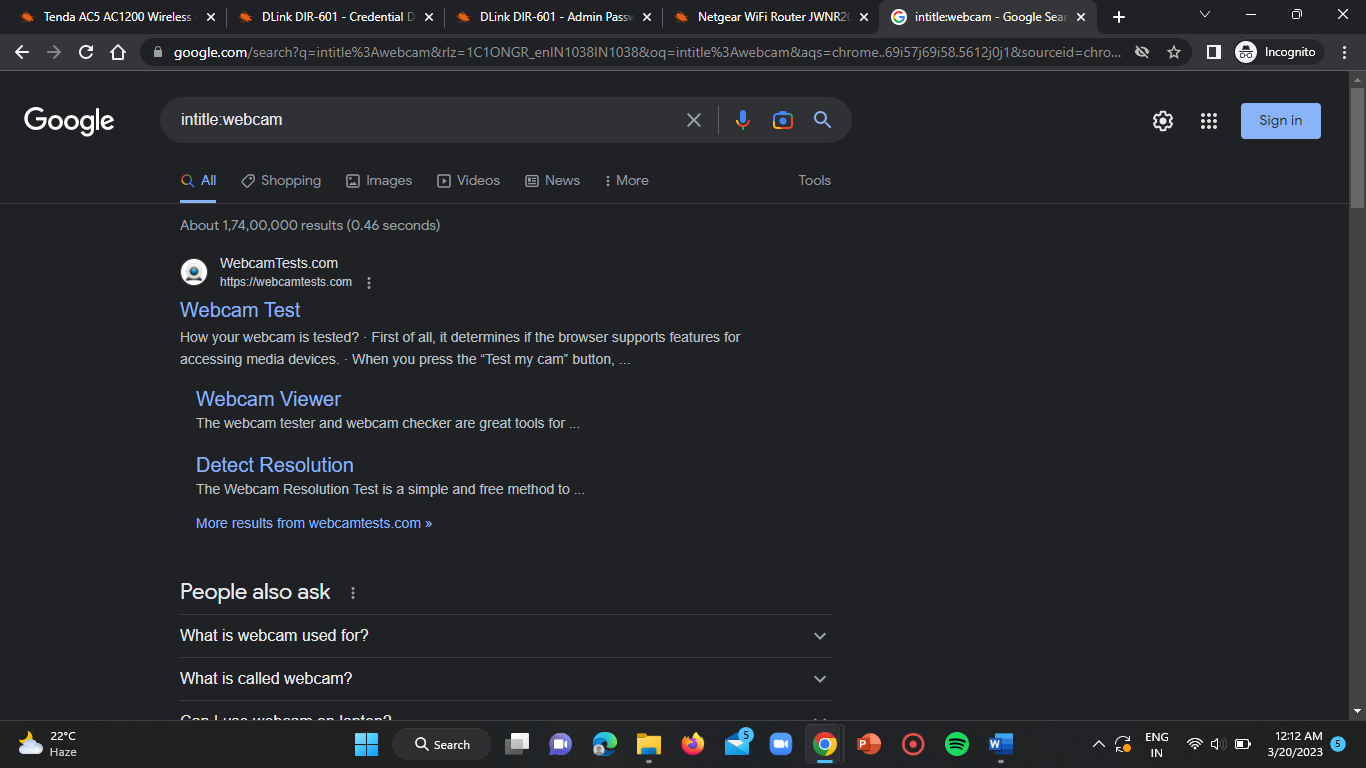 Tenda AC5 AC1200 Wireless
DLink DIR-601 - Credential D
DLink DIR-601 - Admin Passw
Netgear WiFi Router JWNR20
intitle:webcam - Google Sear
google.com/search?q=intitle%3Awebcam&rlz=1C1ONGR_enIN1038IN1038&oq=intitle%3Awebcam&aqs=chrome..69i57j69i58.5612j0j1&sourceid=chro...
Incognito
Google
intitle:webcam
Sign in
All
Shopping
Images
Videos
News
More
Tools
About 1,74,00,000 results (0.46 seconds)
WebcamTests.com
https://webcamtests.com
Webcam Test
How your webcam is tested? · First of all, it determines if the browser supports features for
accessing media devices. · When you press the “Test my cam” button, ...
Webcam Viewer
The webcam tester and webcam checker are great tools for ...
Detect Resolution
The Webcam Resolution Test is a simple and free method to ...
More results from webcamtests.com »
People also ask
What is webcam used for?
What is called webcam?
Can I use webcam on laptop?
22°C
Haze
Search
5
ENG
IN
12:12 AM
3/20/2023
5